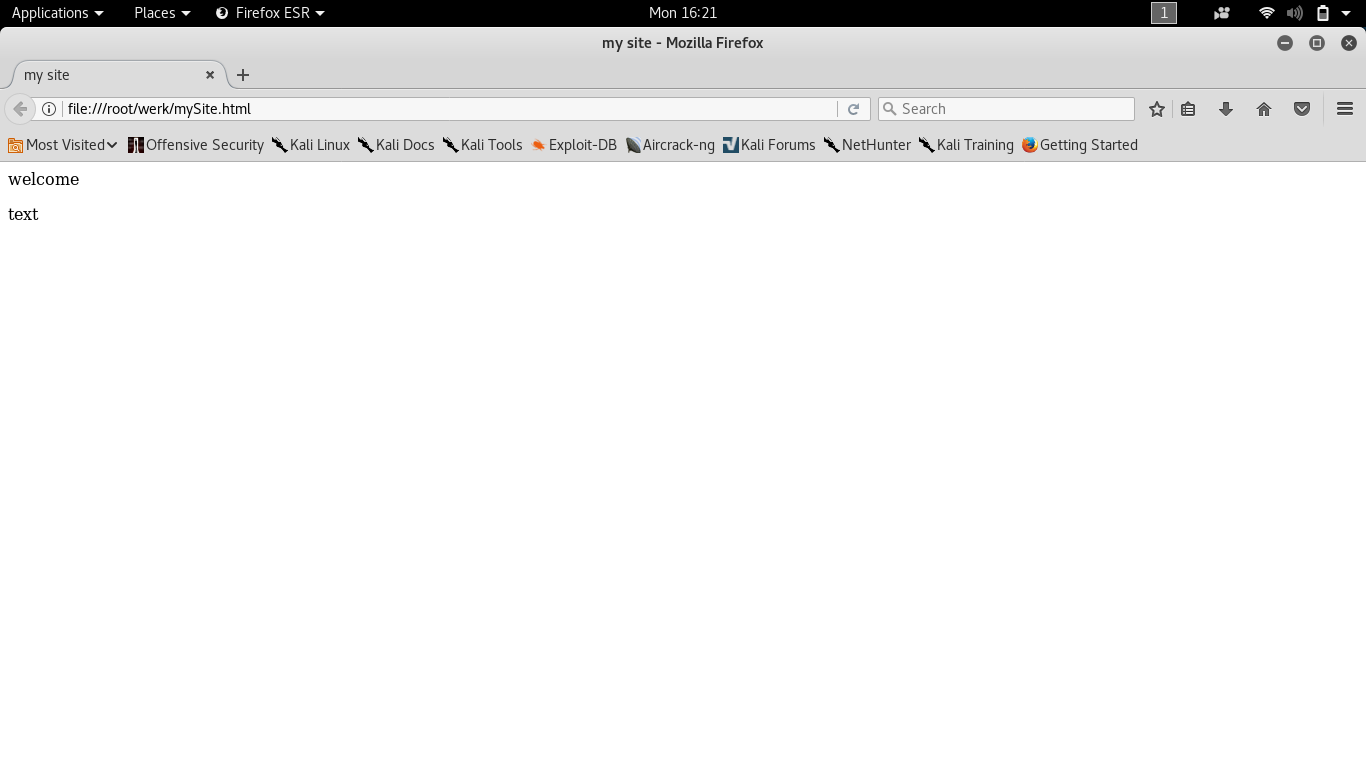 Applications Places Firefox ESR Mon 16:21 1
my site - Mozilla Firefox
my site
file:///root/werk/mySite.html Search
Most Visited Offensive Security Kali Linux Kali Docs Kali Tools Exploit-DB Aircrack-ng Kali Forums NetHunter Kali Training Getting Started
welcome
text